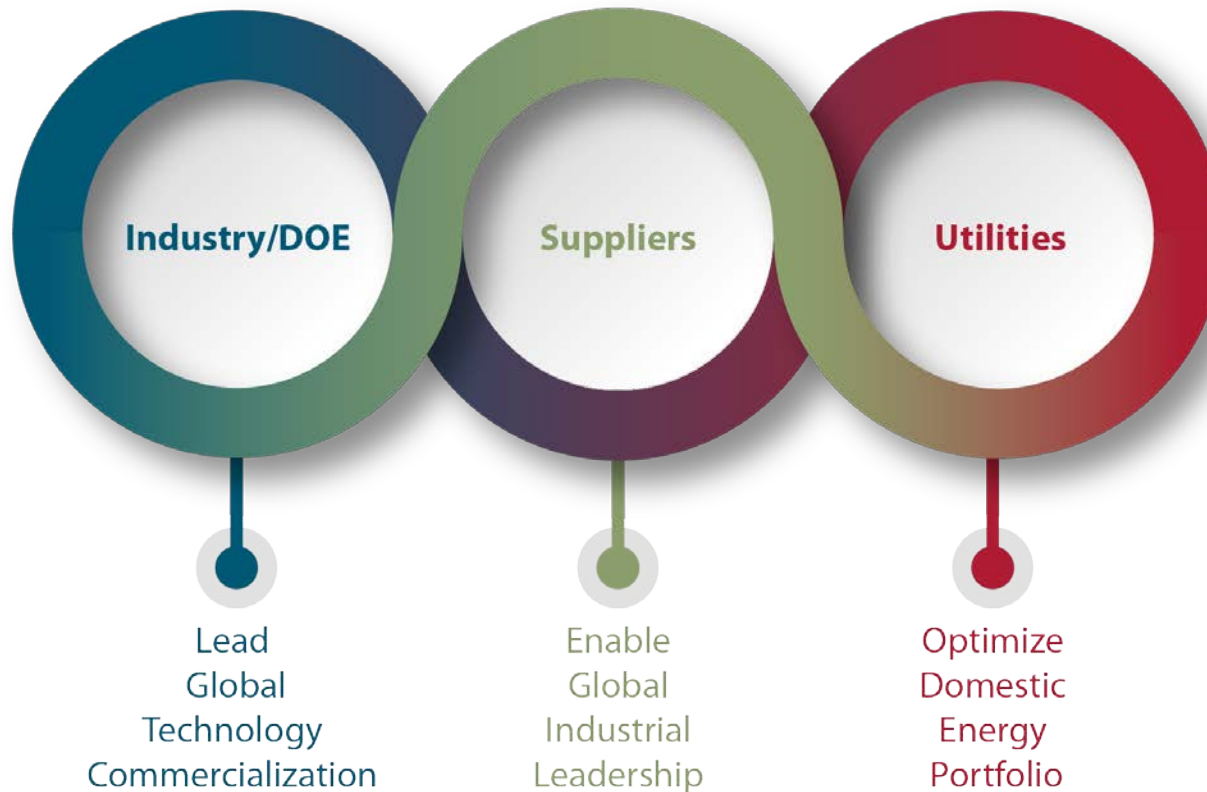 Industry/DOE
Suppliers
Utilities
Lead
Global
Technology
Commercialization
Enable
Global
Industrial
Leadership
Optimize
Domestic
Energy
Portfolio